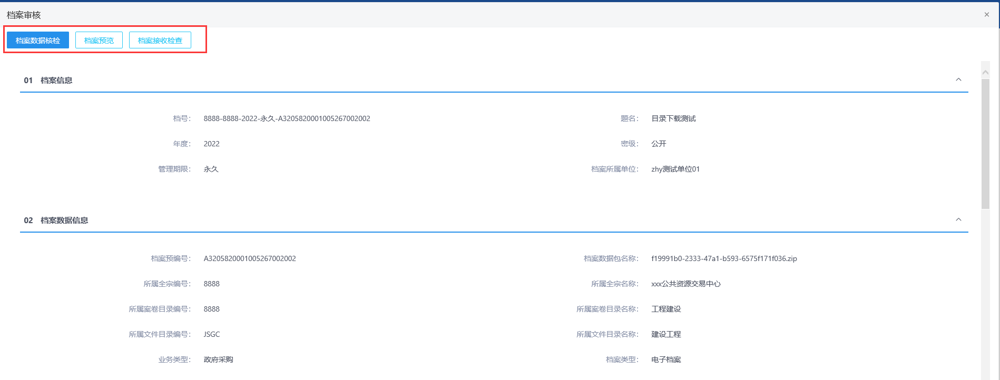 档案审核
档案数据核检 档案预览 档案接收检查
01 档案信息
档号： 8888-8888-2022-永久-A3205820001005267002002 题名： 目录下载测试
年度： 2022 密级： 公开
管理期限： 永久 档案所属单位： zhy测试单位01
02 档案数据信息
档案预编号： A3205820001005267002002 档案数据包名称： f19991b0-2333-47a1-b593-6575f171f036.zip
所属全宗编号： 8888 所属全宗名称： xxx公共资源交易中心
所属案卷目录编号： 8888 所属案卷目录名称： 工程建设
所属文件目录编号： JSGC 所属文件目录名称： 建设工程
业务类型： 政府采购 档案类型： 电子档案